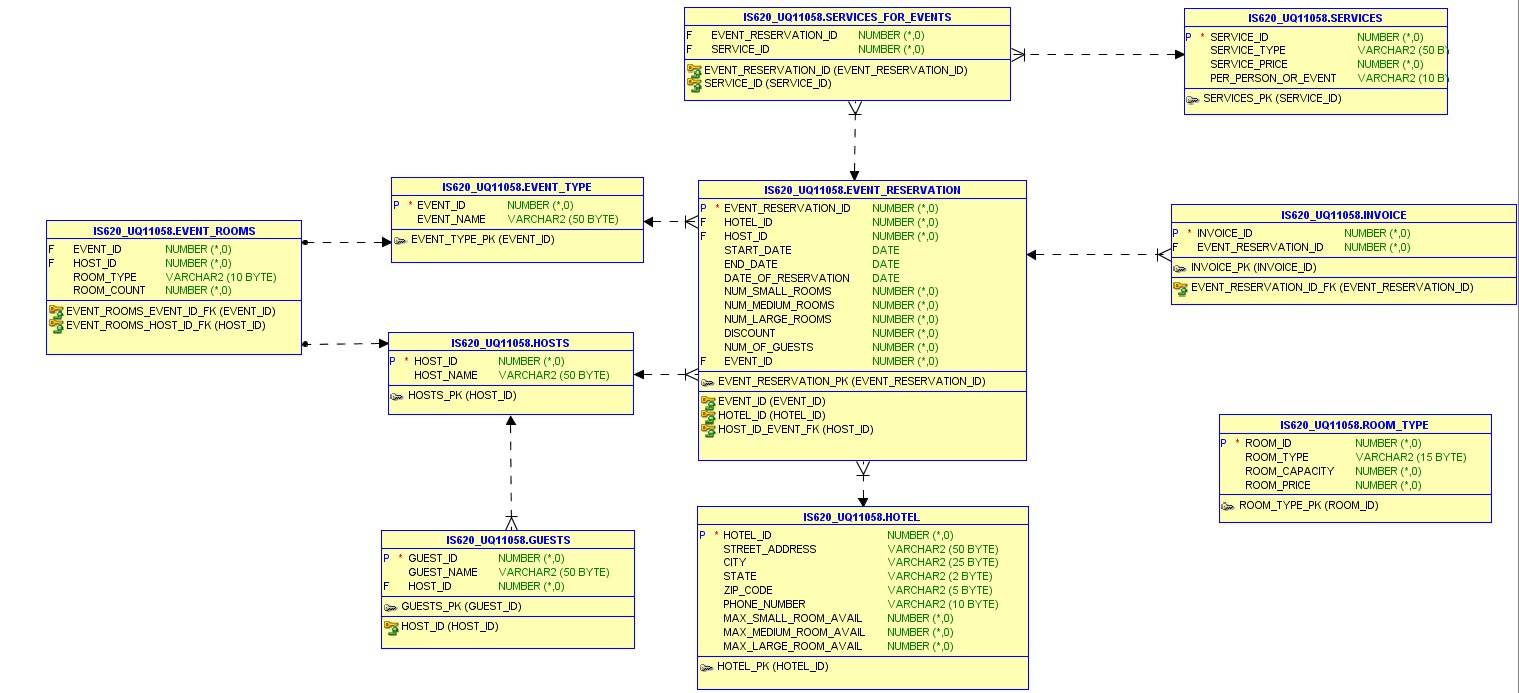 IS620_UQ11058.SERVICES_FOR_EVENTS
F EVENT_RESERVATION_ID NUMBER (*,0)
F SERVICE_ID NUMBER (*,0)
EVENT_RESERVATION_ID (EVENT_RESERVATION_ID)
SERVICE_ID (SERVICE_ID)
IS620_UQ11058.SERVICES
P * SERVICE_ID NUMBER (*,0)
SERVICE_TYPE VARCHAR2 (50 BY
SERVICE_PRICE NUMBER (*,0)
PER_PERSON_OR_EVENT VARCHAR2 (10 BY
SERVICES_PK (SERVICE_ID)
IS620_UQ11058.EVENT_TYPE
P * EVENT_ID NUMBER (*,0)
EVENT_NAME VARCHAR2 (50 BYTE)
EVENT_TYPE_PK (EVENT_ID)
IS620_UQ11058.EVENT_RESERVATION
P * EVENT_RESERVATION_ID NUMBER (*,0)
F HOTEL_ID NUMBER (*,0)
F HOST_ID NUMBER (*,0)
START_DATE DATE
END_DATE DATE
DATE_OF_RESERVATION DATE
NUM_SMALL_ROOMS NUMBER (*,0)
NUM_MEDIUM_ROOMS NUMBER (*,0)
NUM_LARGE_ROOMS NUMBER (*,0)
DISCOUNT NUMBER (*,0)
NUM_OF_GUESTS NUMBER (*,0)
F EVENT_ID NUMBER (*,0)
EVENT_RESERVATION_PK (EVENT_RESERVATION_ID)
EVENT_ID (EVENT_ID)
HOTEL_ID (HOTEL_ID)
HOST_ID_EVENT_FK (HOST_ID)
IS620_UQ11058.INVOICE
P * INVOICE_ID NUMBER (*,0)
F EVENT_RESERVATION_ID NUMBER (*,0)
INVOICE_PK (INVOICE_ID)
EVENT_RESERVATION_ID_FK (EVENT_RESERVATION_ID)
IS620_UQ11058.EVENT_ROOMS
F EVENT_ID NUMBER (*,0)
F HOST_ID NUMBER (*,0)
ROOM_TYPE VARCHAR2 (10 BYTE)
ROOM_COUNT NUMBER (*,0)
EVENT_ROOMS_EVENT_ID_FK (EVENT_ID)
EVENT_ROOMS_HOST_ID_FK (HOST_ID)
IS620_UQ11058.HOSTS
P * HOST_ID NUMBER (*,0)
HOST_NAME VARCHAR2 (50 BYTE)
HOSTS_PK (HOST_ID)
IS620_UQ11058.ROOM_TYPE
P * ROOM_ID NUMBER (*,0)
ROOM_TYPE VARCHAR2 (15 BYTE)
ROOM_CAPACITY NUMBER (*,0)
ROOM_PRICE NUMBER (*,0)
ROOM_TYPE_PK (ROOM_ID)
IS620_UQ11058.GUESTS
P * GUEST_ID NUMBER (*,0)
GUEST_NAME VARCHAR2 (50 BYTE)
F HOST_ID NUMBER (*,0)
GUESTS_PK (GUEST_ID)
HOST_ID (HOST_ID)
IS620_UQ11058.HOTEL
P * HOTEL_ID NUMBER (*,0)
STREET_ADDRESS VARCHAR2 (50 BYTE)
CITY VARCHAR2 (25 BYTE)
STATE VARCHAR2 (2 BYTE)
ZIP_CODE VARCHAR2 (5 BYTE)
PHONE_NUMBER VARCHAR2 (10 BYTE)
MAX_SMALL_ROOM_AVAIL NUMBER (*,0)
MAX_MEDIUM_ROOM_AVAIL NUMBER (*,0)
MAX_LARGE_ROOM_AVAIL NUMBER (*,0)
HOTEL_PK (HOTEL_ID)